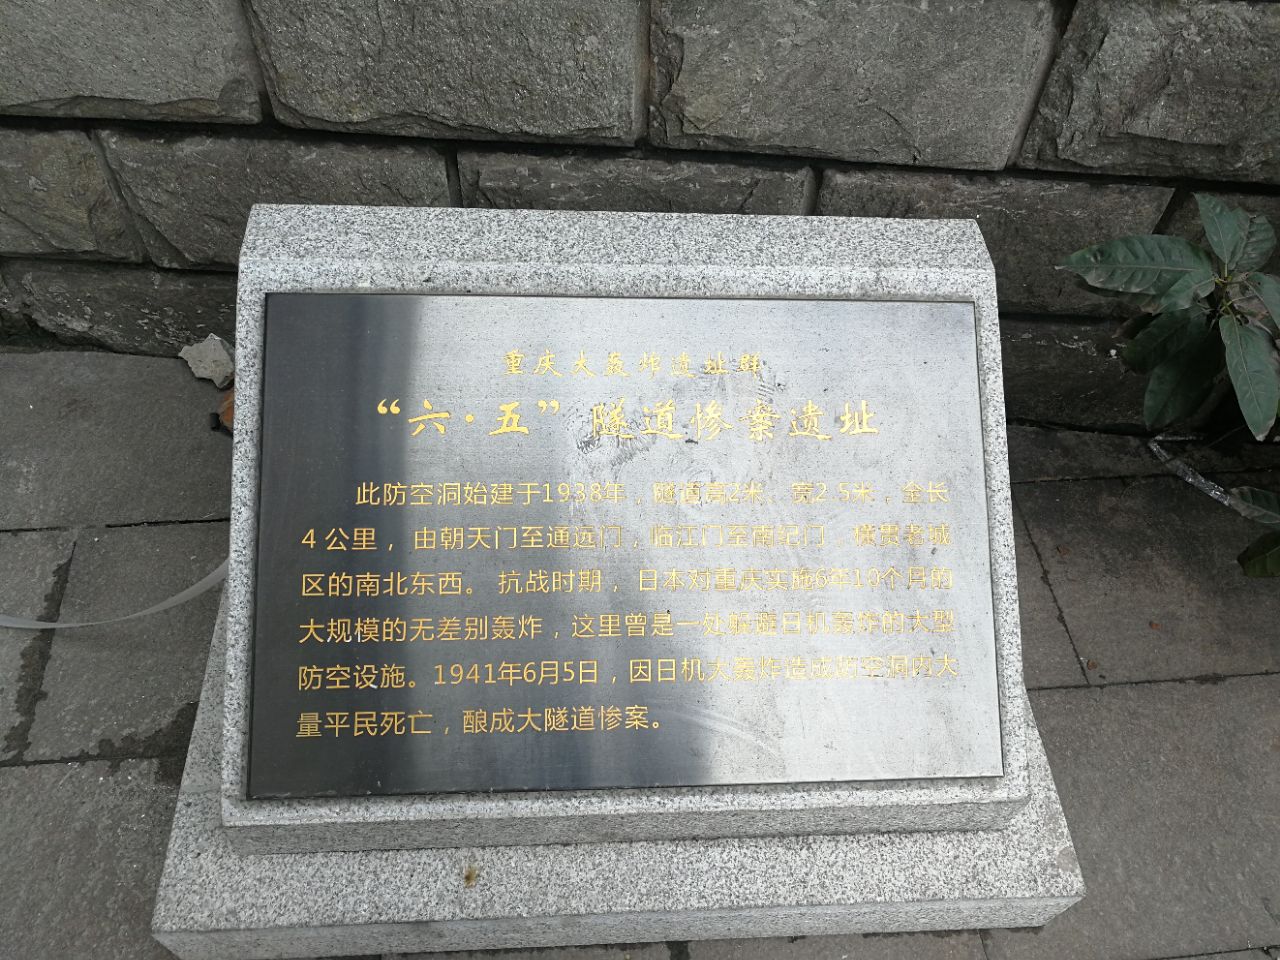 重庆大轰炸遗址群
“六·五”隧道惨案遗址
此防空洞始建于1938年，隧道高2米、宽2.5米，全长
4公里，由朝天门至通远门，临江门至南纪门，横贯老城
区的南北东西。抗战时期，日本对重庆实施6年10个月的
大规模的无差别轰炸，这里曾是一处躲避日机轰炸的大型
防空设施。1941年6月5日，因日机大轰炸造成防空洞内大
量平民死亡，酿成大隧道惨案。